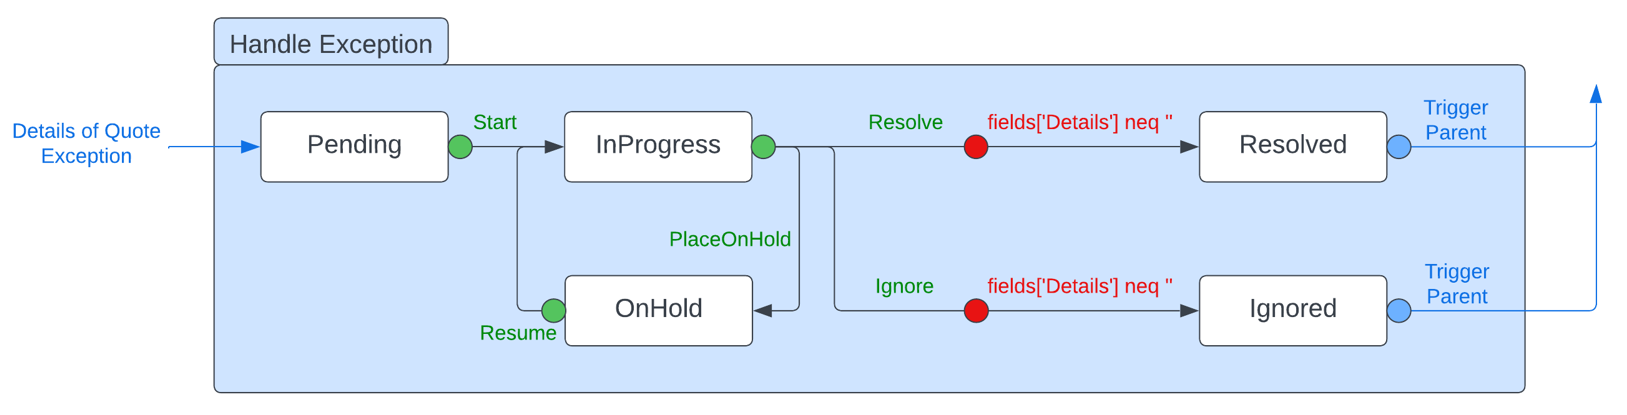 Handle Exception
Details of Quote
Exception
Pending
Start
InProgress
Resolve
fields['Details'] neq ''
Resolved
Trigger
Parent
PlaceOnHold
OnHold
Resume
Ignore
fields['Details'] neq ''
Ignored
Trigger
Parent